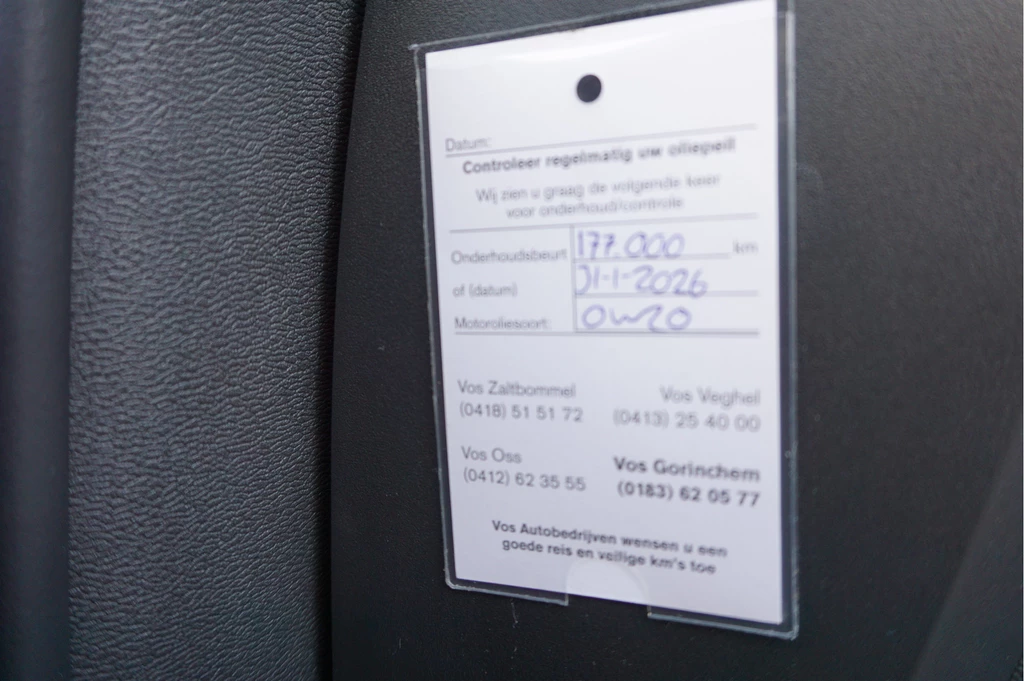 Datum:
Controleer regelmatig uw oliepeil
Wij zien u graag de volgende keer
voor onderhoud/controle
Onderhoudsbeurt 177.000 km
of (datum) 31-1-2026
Motoroliesoort: 0w20
Vos Zaltbommel Vos Veghel
(0418) 51 51 72 (0413) 25 40 00
Vos Oss Vos Gorinchem
(0412) 62 35 55 (0183) 62 05 77
Vos Autobedrijven wensen u een
goede reis en veilige km's toe